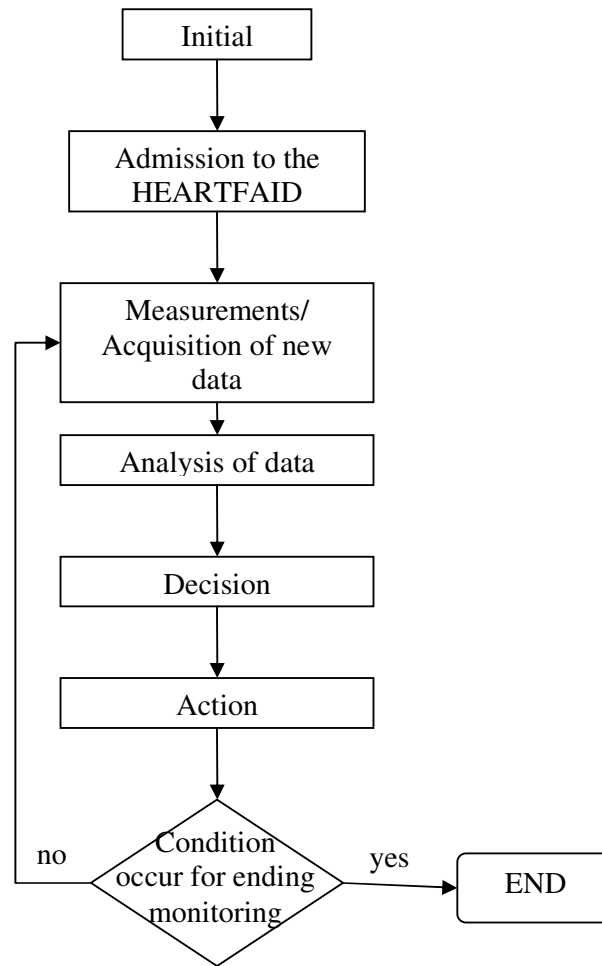 Initial
Admission to the
HEARTFAID
Measurements/
Acquisition of new
data
Analysis of data
Decision
Action
Condition
occur for ending
monitoring
no
yes
END